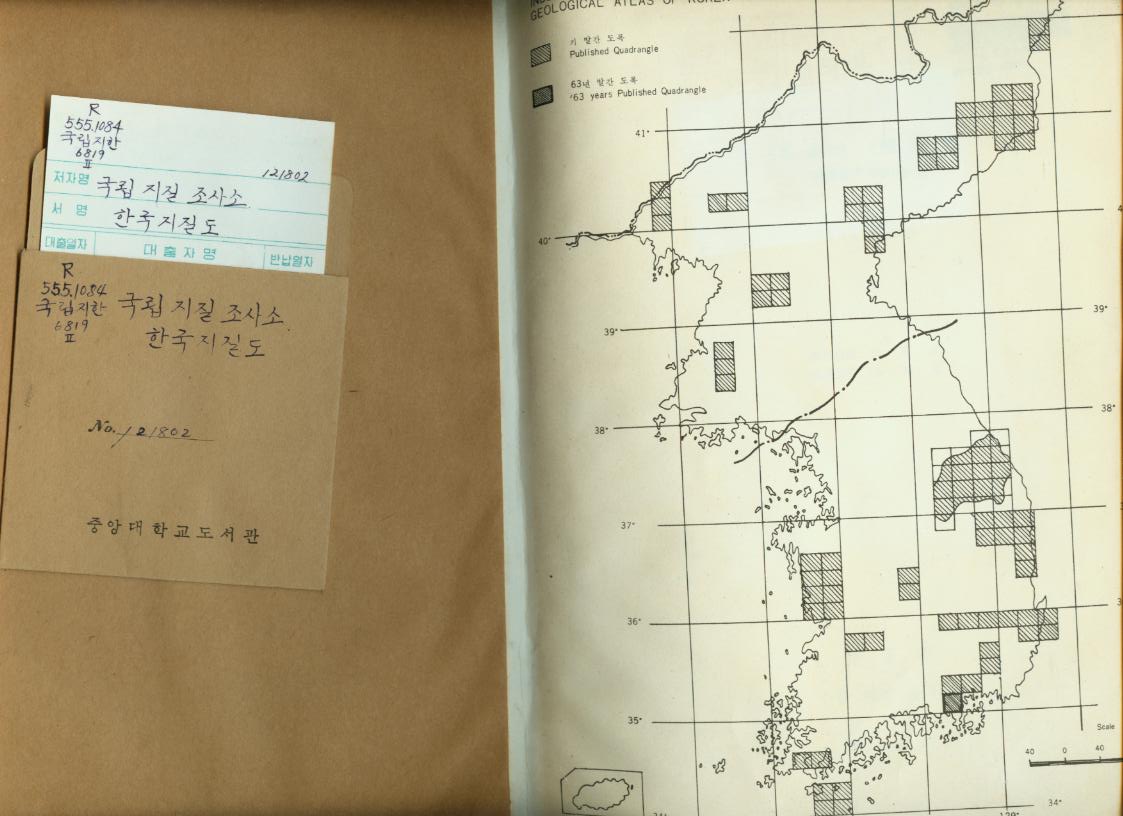 R
555.1084
국립지한
6819
II
121802
저자명 국립 지질 조사소
서 명 한국지질도
대출일자 대 출 자 명 반납일자
R
555.1084
국립지한
6819
II
국립 지질 조사소.
한국지질도
No. 121802
중앙대학교도서관
GEOLOGICAL ATLAS OF KOREA
기 발간 도폭
Published Quadrangle
63년 발간 도폭
'63 years Published Quadrangle
41°
40°
39°
39°
38°
38°
37°
36°
35°
Scale
40 0 40
34°